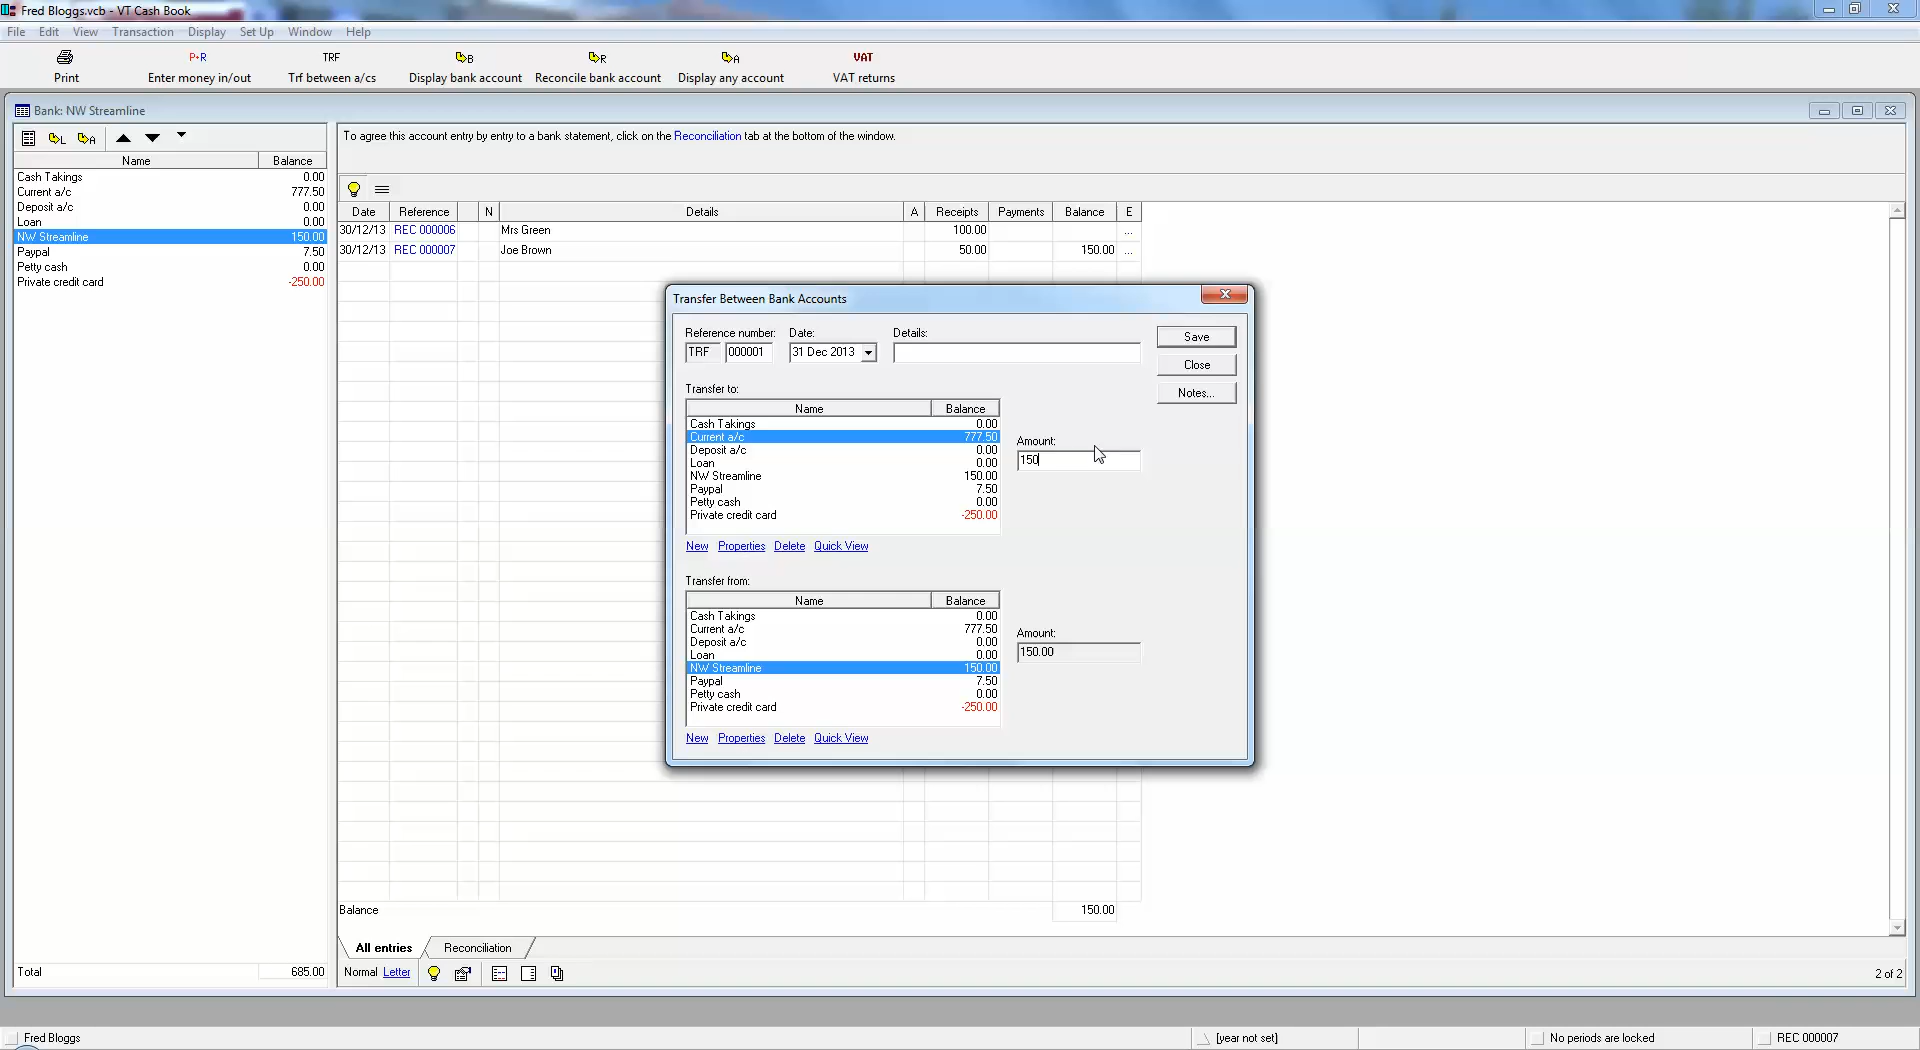 Fred Bloggs.vcb - VT Cash Book
File Edit View Transaction Display Set Up Window Help
P+R TRF B R A VAT
Print Enter money in/out Trf between a/cs Display bank account Reconcile bank account Display any account VAT returns
Bank: NW Streamline
L A
Name Balance
Cash Takings 0.00
Current a/c 777.50
Deposit a/c 0.00
Loan 0.00
NW Streamline 150.00
Paypal 7.50
Petty cash 0.00
Private credit card -250.00
Total 685.00
To agree this account entry by entry to a bank statement, click on the Reconciliation tab at the bottom of the window.
Date Reference N Details A Receipts Payments Balance E
30/12/13 REC 000006 Mrs Green 100.00 ...
30/12/13 REC 000007 Joe Brown 50.00 150.00 ...
Transfer Between Bank Accounts
Reference number: Date: Details:
TRF 000001 31 Dec 2013
Save
Close
Notes...
Transfer to:
Name Balance
Cash Takings 0.00
Current a/c 777.50
Deposit a/c 0.00
Loan 0.00
NW Streamline 150.00
Paypal 7.50
Petty cash 0.00
Private credit card -250.00
Amount:
150
New Properties Delete Quick View
Transfer from:
Name Balance
Cash Takings 0.00
Current a/c 777.50
Deposit a/c 0.00
Loan 0.00
NW Streamline 150.00
Paypal 7.50
Petty cash 0.00
Private credit card -250.00
Amount:
150.00
New Properties Delete Quick View
Balance 150.00
All entries Reconciliation
Normal Letter 2 of 2
Fred Bloggs [year not set] No periods are locked REC 000007